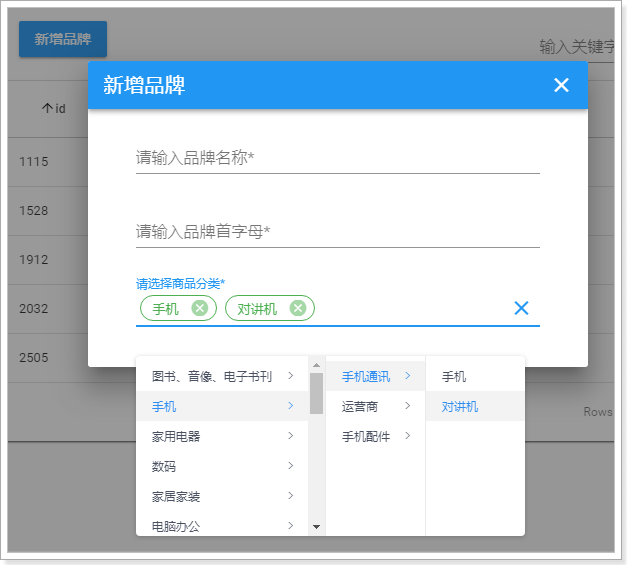 新增品牌
输入关键字
新增品牌
id
请输入品牌名称*
1115
1528
请输入品牌首字母*
1912
请选择商品分类*
手机 对讲机
2032
2505
图书、音像、电子书刊 手机通讯 手机
手机 运营商 对讲机
家用电器 手机配件
数码
家居家装
电脑办公
Rows